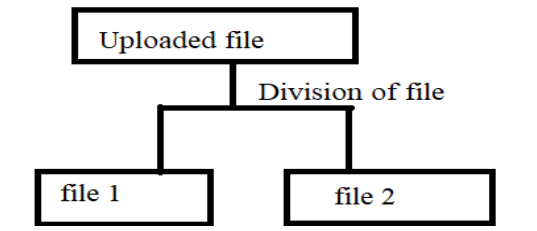 Uploaded file
Division of file
file 1
file 2